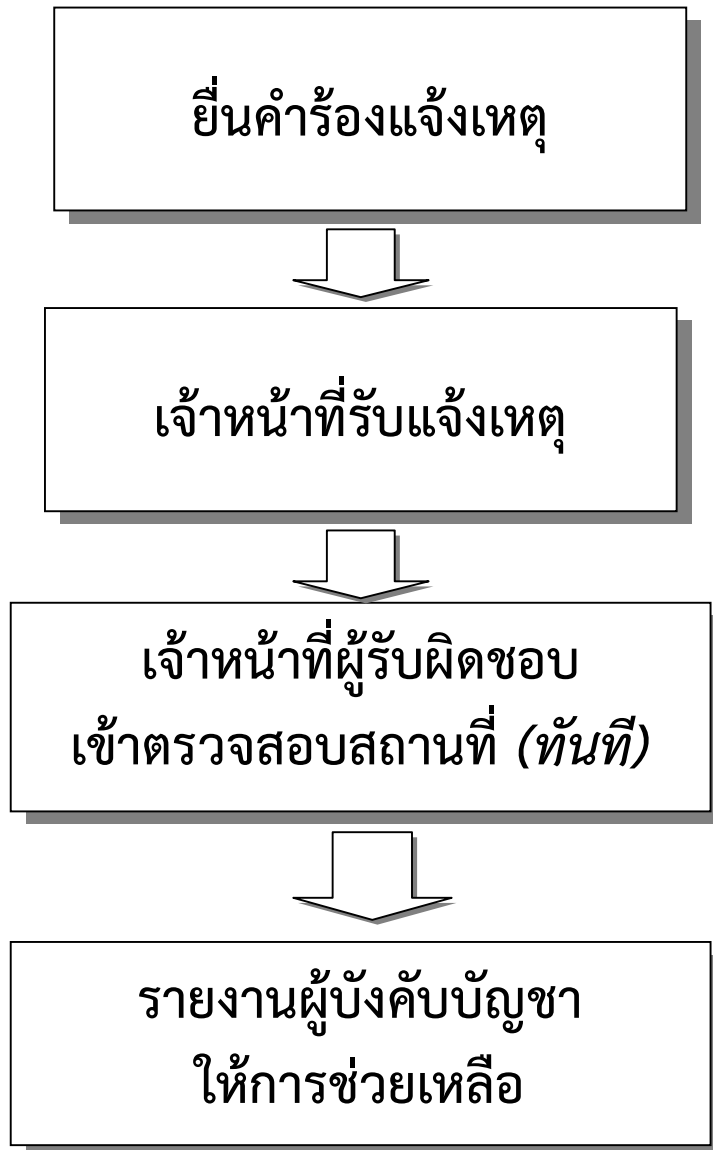 ยื่นคำร้องแจ้งเหตุ
เจ้าหน้าที่รับแจ้งเหตุ
เจ้าหน้าที่ผู้รับผิดชอบ
เข้าตรวจสอบสถานที่ (ทันที)
รายงานผู้บังคับบัญชา
ให้การช่วยเหลือ